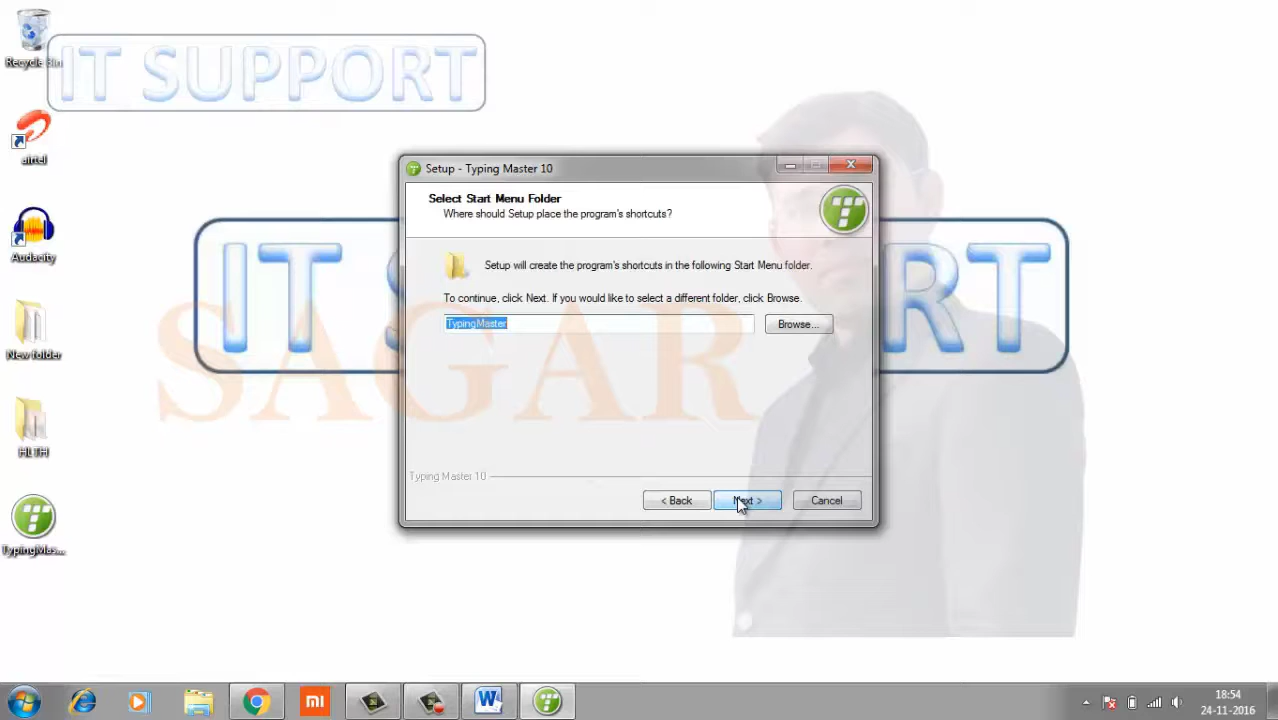 IT SUPPORT
Recycle Bin
airtel
Audacity
New folder
HLTH
TypingMas...
SAGAR
Setup - Typing Master 10
Select Start Menu Folder
Where should Setup place the program's shortcuts?
Setup will create the program's shortcuts in the following Start Menu folder.
To continue, click Next. If you would like to select a different folder, click Browse.
TypingMaster
Browse...
Typing Master 10
< Back
Next >
Cancel
mi
W
18:54
24-11-2016